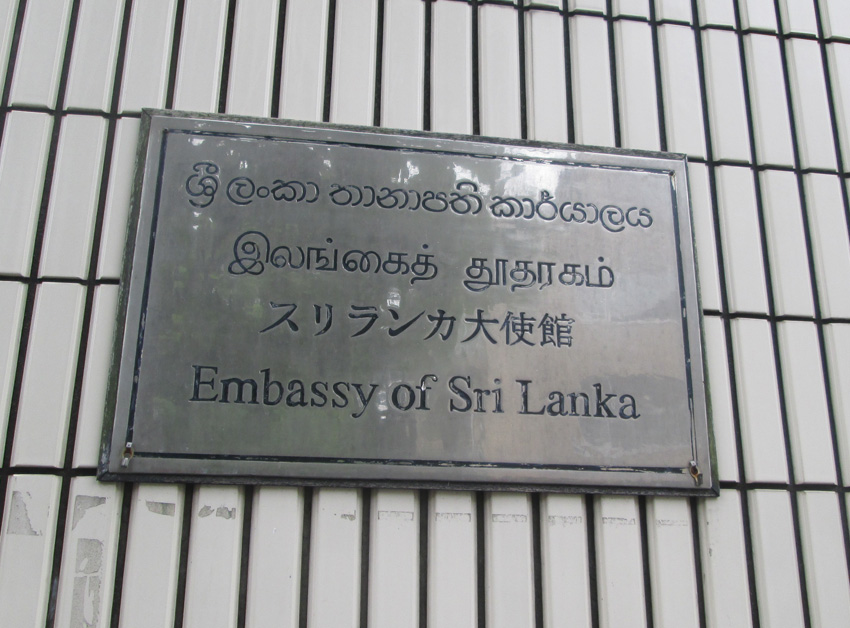 ශ්‍රී ලංකා තානාපති කාර්යාලය
இலங்கைத் தூதரகம்
スリランカ大使館
Embassy of Sri Lanka